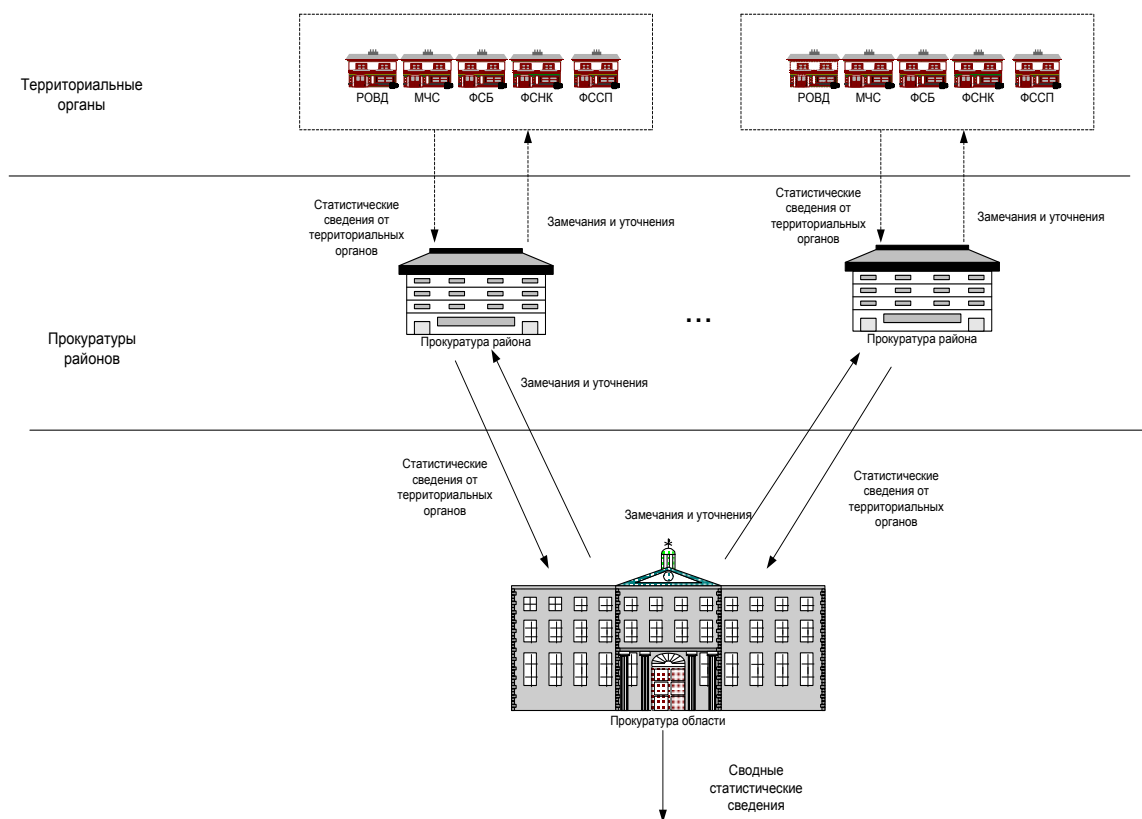 Территориальные
органы
РОВД МЧС ФСБ ФСНК ФССП
РОВД МЧС ФСБ ФСНК ФССП
Статистические
сведения от
территориальных
органов
Замечания и уточнения
Статистические
сведения от
территориальных
органов
Замечания и уточнения
Прокуратуры
районов
Прокуратура района
...
Прокуратура района
Замечания и уточнения
Статистические
сведения от
территориальных
органов
Замечания и уточнения
Статистические
сведения от
территориальных
органов
Прокуратура области
Сводные
статистические
сведения